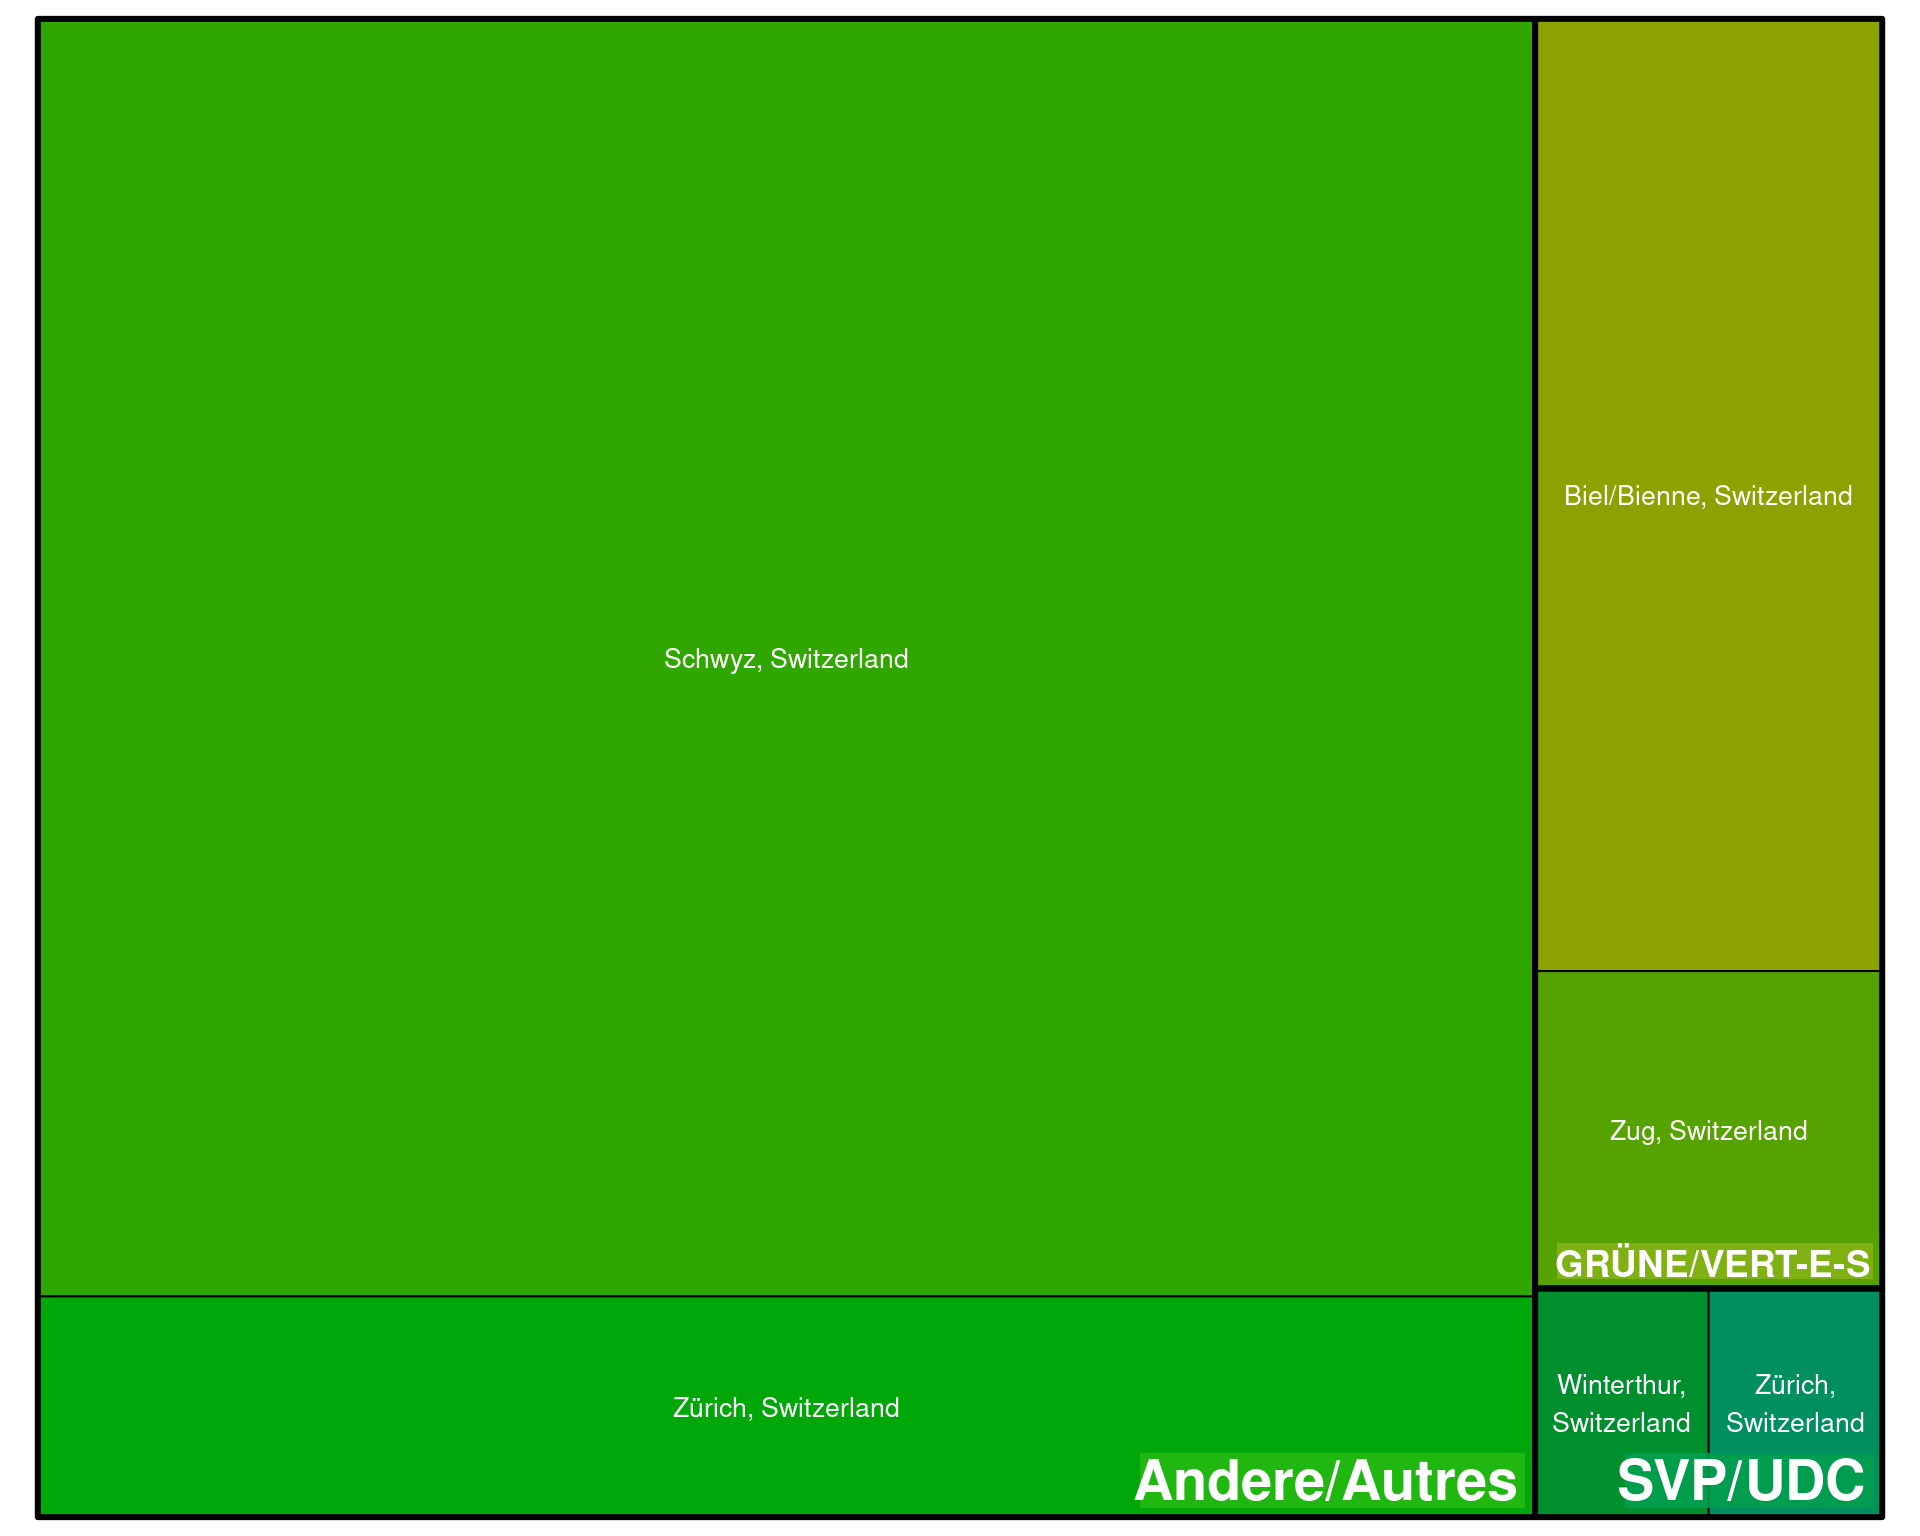 Schwyz, Switzerland
Zürich, Switzerland
Andere/Autres
Biel/Bienne, Switzerland
Zug, Switzerland
GRÜNE/VERT-E-S
Winterthur,
Switzerland
Zürich,
Switzerland
SVP/UDC